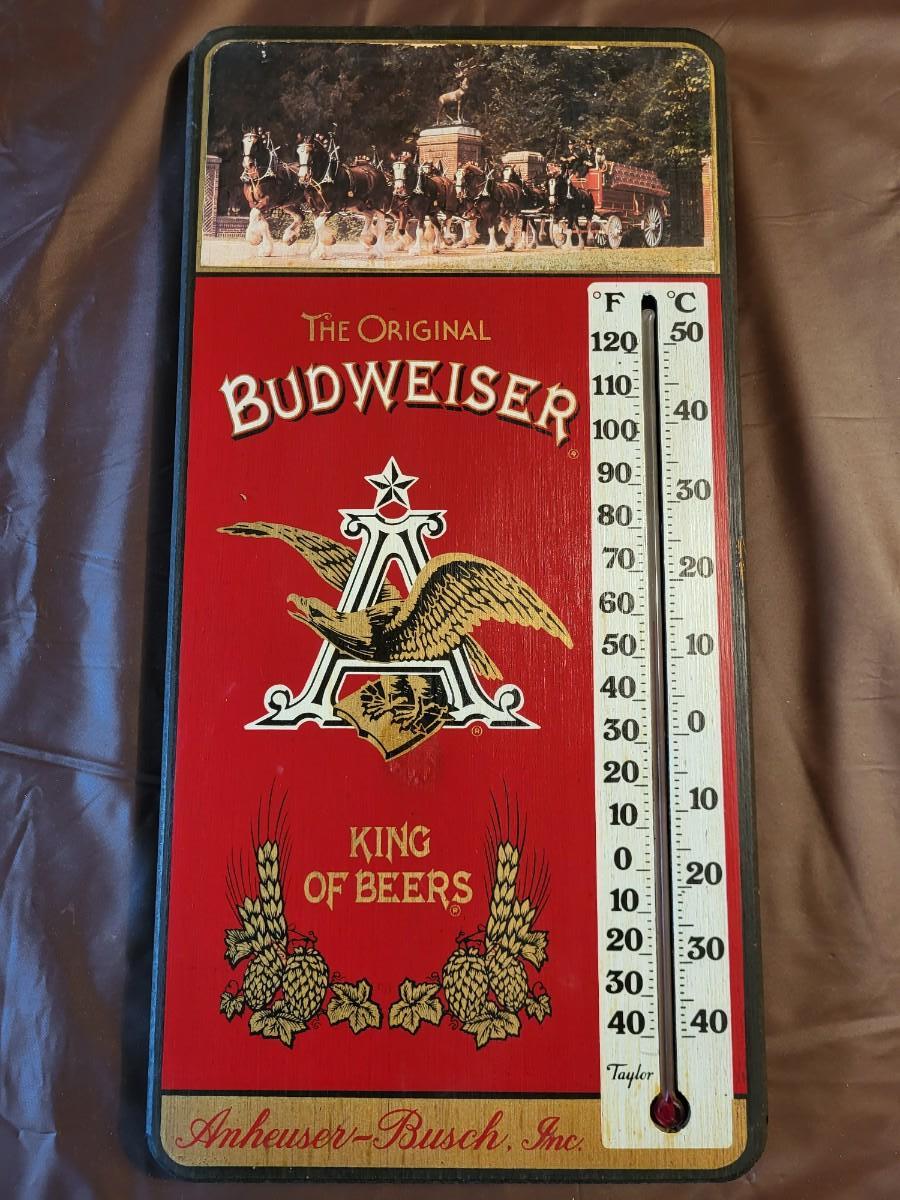 THE ORIGINAL
BUDWEISER
®
A
®
KING
OF BEERS
®
Anheuser-Busch, Inc.
°F °C
120 50
110
100 40
90
80 30
70
60 20
50 10
40
30 0
20
10 10
0
10 20
20
30 30
40 40
Taylor